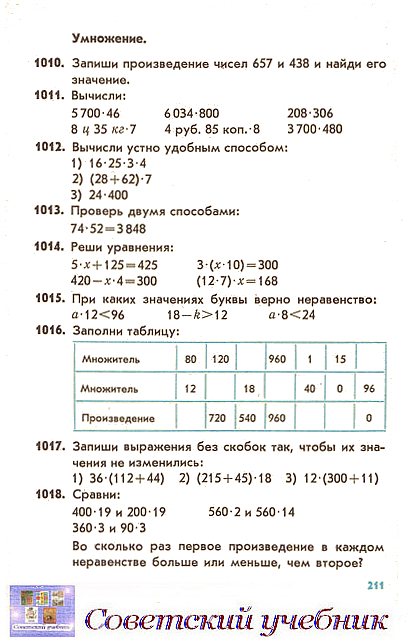 Умножение.
1010. Запиши произведение чисел 657 и 438 и найди его
значение.
1011. Вычисли:
5 700·46 6 034·800 208·306
8 ц 35 кг·7 4 руб. 85 коп.·8 3 700·480
1012. Вычисли устно удобным способом:
1) 16·25·3·4
2) (28+62)·7
3) 24·400
1013. Проверь двумя способами:
74·52=3 848
1014. Реши уравнения:
5·x+125=425 3·(x·10)=300
420−x·4=300 (12·7)·x=168
1015. При каких значениях буквы верно неравенство:
a·12<96 18−k>12 a·8<24
1016. Заполни таблицу:
Множитель 80 120 960 1 15
Множитель 12 18 40 0 96
Произведение 720 540 960 0
1017. Запиши выражения без скобок так, чтобы их зна-
чения не изменились:
1) 36·(112+44) 2) (215+45)·18 3) 12·(300+11)
1018. Сравни:
400·19 и 200·19 560·2 и 560·14
360·3 и 90·3
Во сколько раз первое произведение в каждом
неравенстве больше или меньше, чем второе?
211
Советский учебник
Советский учебник